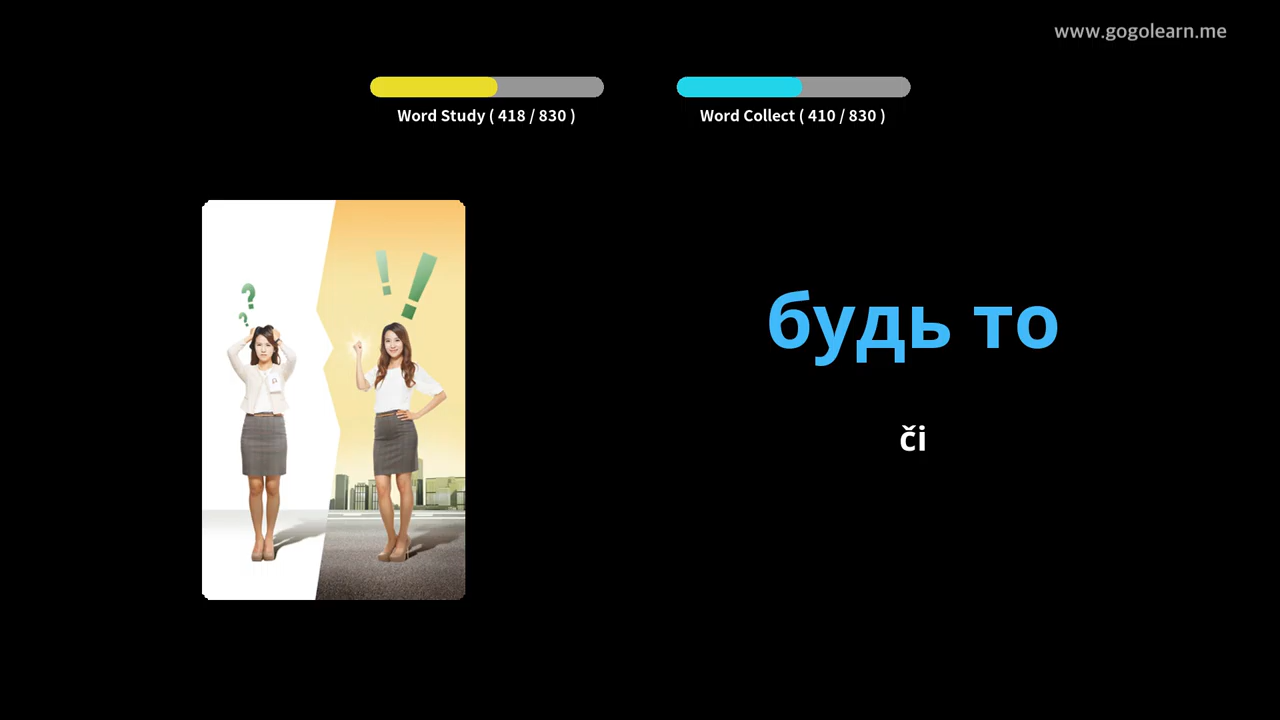 www.gogolearn.me
Word Study ( 418 / 830 )
Word Collect ( 410 / 830 )
? ! !
?
будь то
či